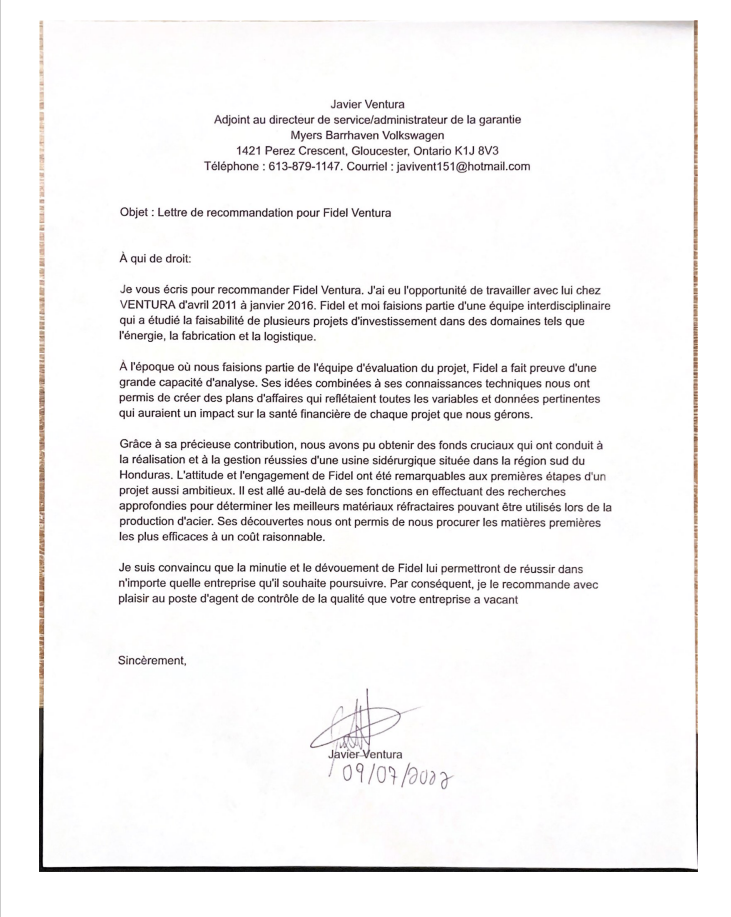 Javier Ventura
Adjoint au directeur de service/administrateur de la garantie
Myers Barrhaven Volkswagen
1421 Perez Crescent, Gloucester, Ontario K1J 8V3
Téléphone : 613-879-1147. Courriel : javivent151@hotmail.com
Objet : Lettre de recommandation pour Fidel Ventura
À qui de droit:
Je vous écris pour recommander Fidel Ventura. J'ai eu l'opportunité de travailler avec lui chez
VENTURA d'avril 2011 à janvier 2016. Fidel et moi faisions partie d'une équipe interdisciplinaire
qui a étudié la faisabilité de plusieurs projets d'investissement dans des domaines tels que
l'énergie, la fabrication et la logistique.
À l'époque où nous faisions partie de l'équipe d'évaluation du projet, Fidel a fait preuve d'une
grande capacité d'analyse. Ses idées combinées à ses connaissances techniques nous ont
permis de créer des plans d'affaires qui reflétaient toutes les variables et données pertinentes
qui auraient un impact sur la santé financière de chaque projet que nous gérons.
Grâce à sa précieuse contribution, nous avons pu obtenir des fonds cruciaux qui ont conduit à
la réalisation et à la gestion réussies d'une usine sidérurgique située dans la région sud du
Honduras. L'attitude et l'engagement de Fidel ont été remarquables aux premières étapes d'un
projet aussi ambitieux. Il est allé au-delà de ses fonctions en effectuant des recherches
approfondies pour déterminer les meilleurs matériaux réfractaires pouvant être utilisés lors de la
production d'acier. Ses découvertes nous ont permis de nous procurer les matières premières
les plus efficaces à un coût raisonnable.
Je suis convaincu que la minutie et le dévouement de Fidel lui permettront de réussir dans
n'importe quelle entreprise qu'il souhaite poursuivre. Par conséquent, je le recommande avec
plaisir au poste d'agent de contrôle de la qualité que votre entreprise a vacant
Sincèrement,
Javier Ventura
09/07/2022